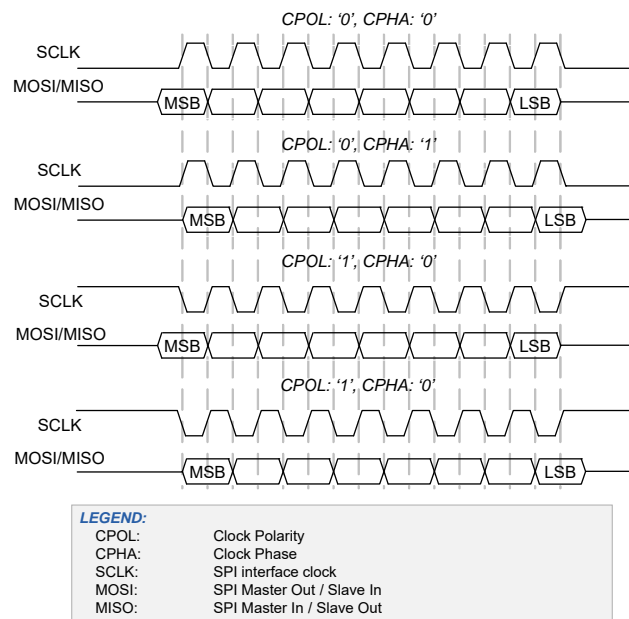 CPOL: ‘0’, CPHA: ‘0’
SCLK
MOSI/MISO
MSB LSB
CPOL: ‘0’, CPHA: ‘1’
SCLK
MOSI/MISO
MSB LSB
CPOL: ‘1’, CPHA: ‘0’
SCLK
MOSI/MISO
MSB LSB
CPOL: ‘1’, CPHA: ‘0’
SCLK
MOSI/MISO
MSB LSB
LEGEND:
CPOL: Clock Polarity
CPHA: Clock Phase
SCLK: SPI interface clock
MOSI: SPI Master Out / Slave In
MISO: SPI Master In / Slave Out